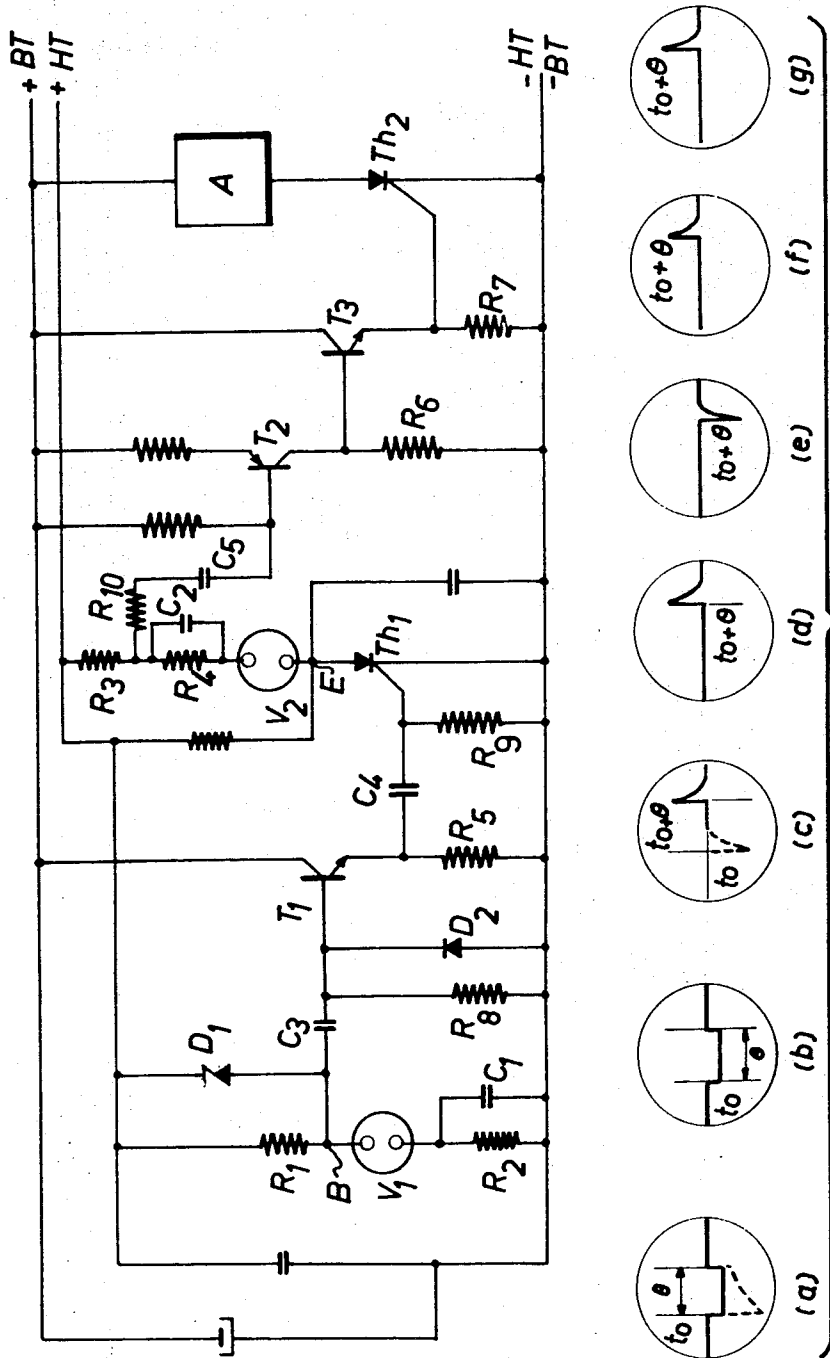 + BT
+ HT
A
Th2
-HT
-BT
T3
R7
T2
R6
C5
R10
C2
R3
R4
V2
E
Th1
R9
C4
T1
R5
D2
C3
R8
D1
R1
B
V1
C1
R2
to
θ
(a)
to
θ
(b)
to+θ
to
(c)
to+θ
(d)
to+θ
(e)
to+θ
(f)
to+θ
(g)